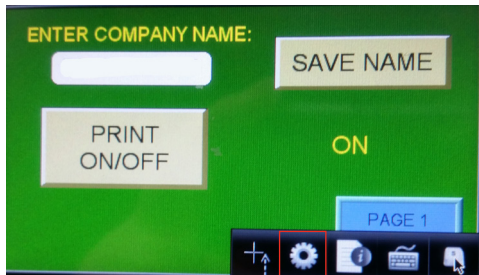 ENTER COMPANY NAME:
SAVE NAME
PRINT
ON/OFF
ON
PAGE 1